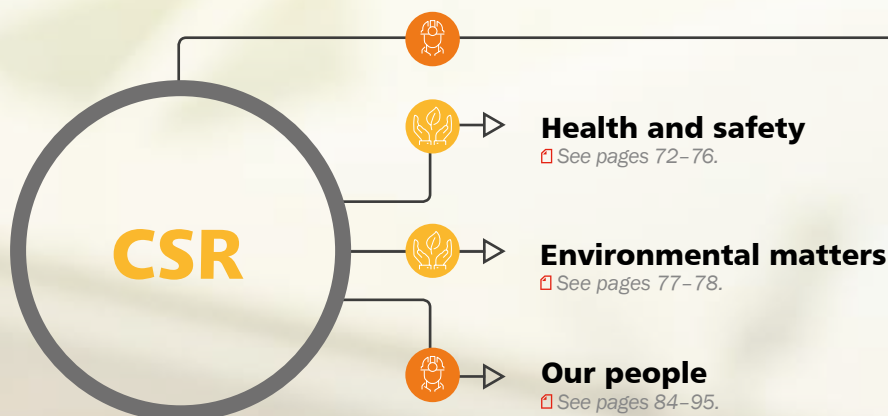 CSR
Health and safety
See pages 72–76.
Environmental matters
See pages 77–78.
Our people
See pages 84–95.